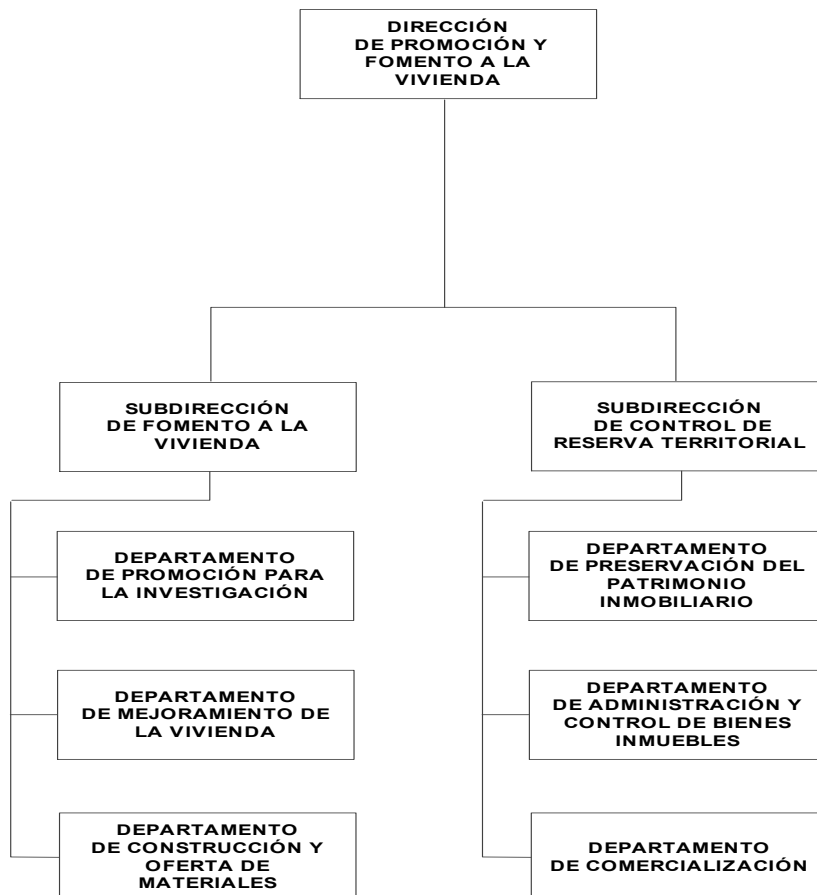 DIRECCIÓN
DE PROMOCIÓN Y
FOMENTO A LA
VIVIENDA
SUBDIRECCIÓN
DE FOMENTO A LA
VIVIENDA
SUBDIRECCIÓN
DE CONTROL DE
RESERVA TERRITORIAL
DEPARTAMENTO
DE PROMOCIÓN PARA
LA INVESTIGACIÓN
DEPARTAMENTO
DE PRESERVACIÓN DEL
PATRIMONIO
INMOBILIARIO
DEPARTAMENTO
DE MEJORAMIENTO DE
LA VIVIENDA
DEPARTAMENTO
DE ADMINISTRACIÓN Y
CONTROL DE BIENES
INMUEBLES
DEPARTAMENTO
DE CONSTRUCCIÓN Y
OFERTA DE
MATERIALES
DEPARTAMENTO
DE COMERCIALIZACIÓN